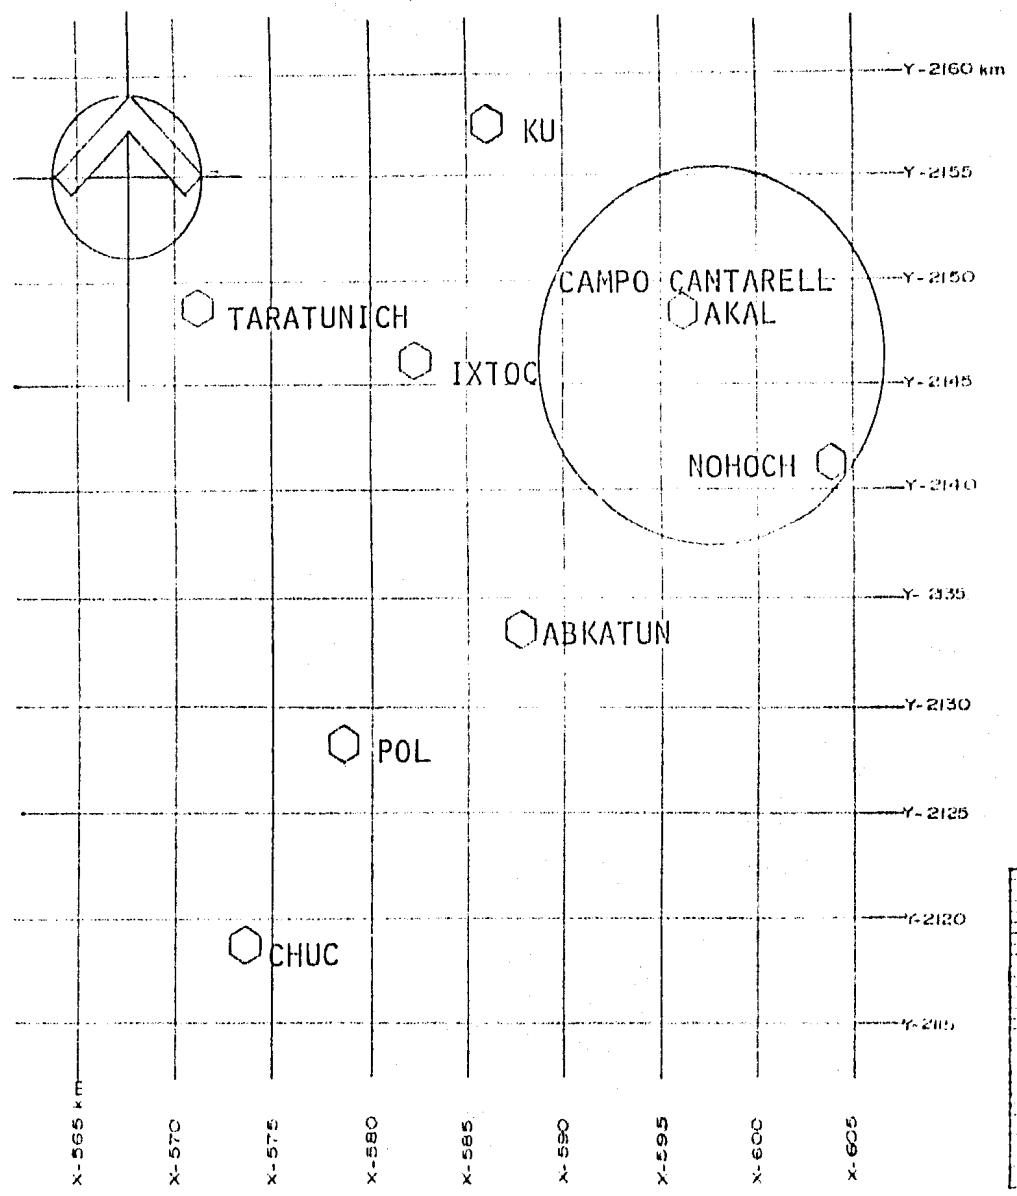 Y-2160 km
KU
Y-2155
CAMPO CANTARELL
Y-2150
TARATUNICH
AKAL
IXTOC
Y-2145
NOHOCH
Y-2140
Y-2135
ABKATUN
Y-2130
POL
Y-2125
Y-2120
CHUC
Y-2115
X-565 km
X-570
X-575
X-580
X-585
X-590
X-595
X-600
X-605